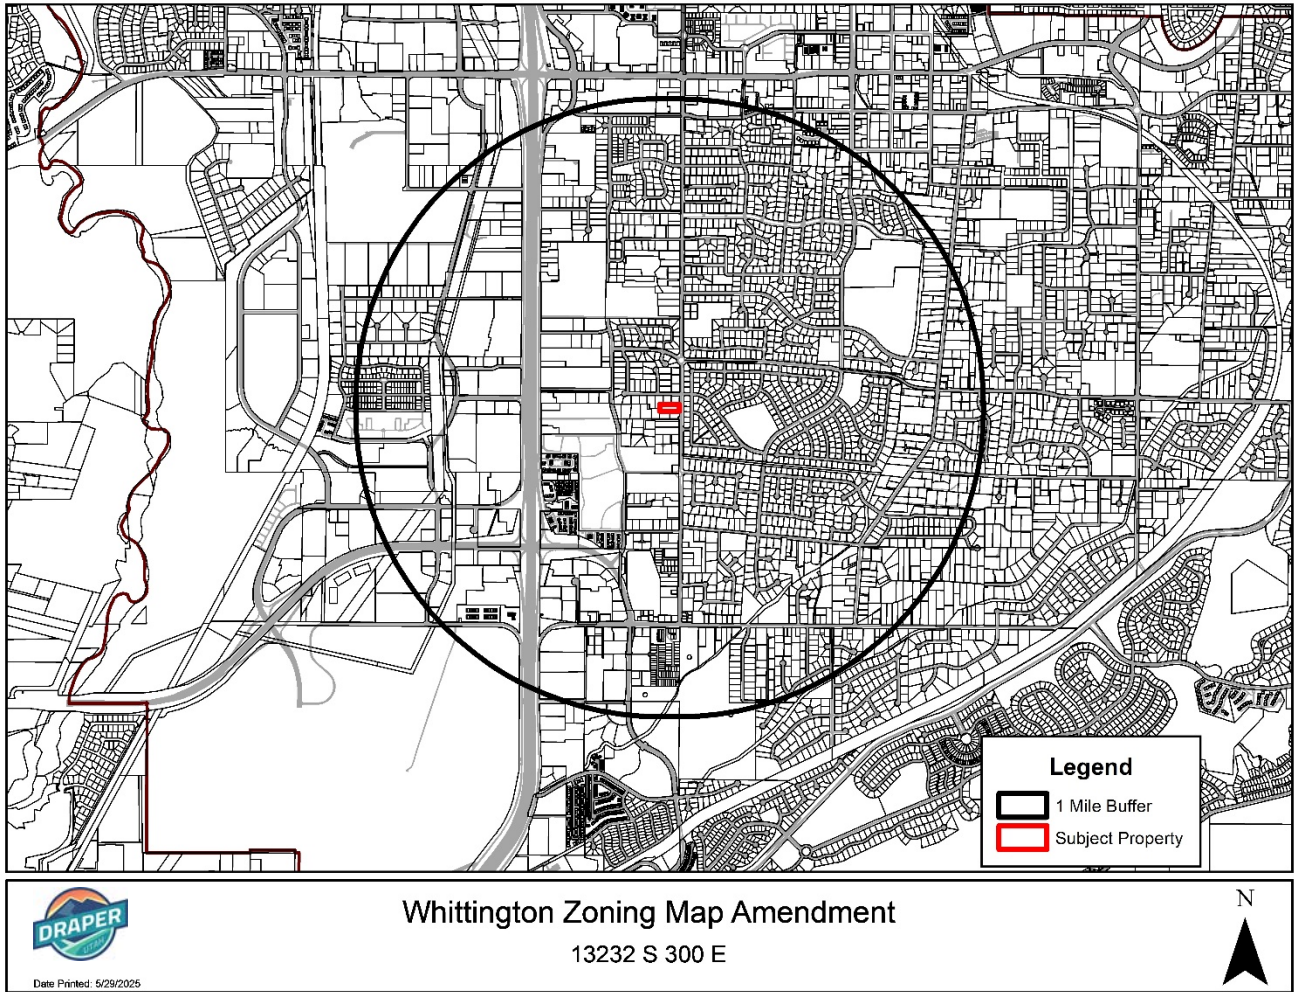 Legend
1 Mile Buffer
Subject Property
DRAPER
UTAH
Whittington Zoning Map Amendment
13232 S 300 E
N
Date Printed: 5/29/2025